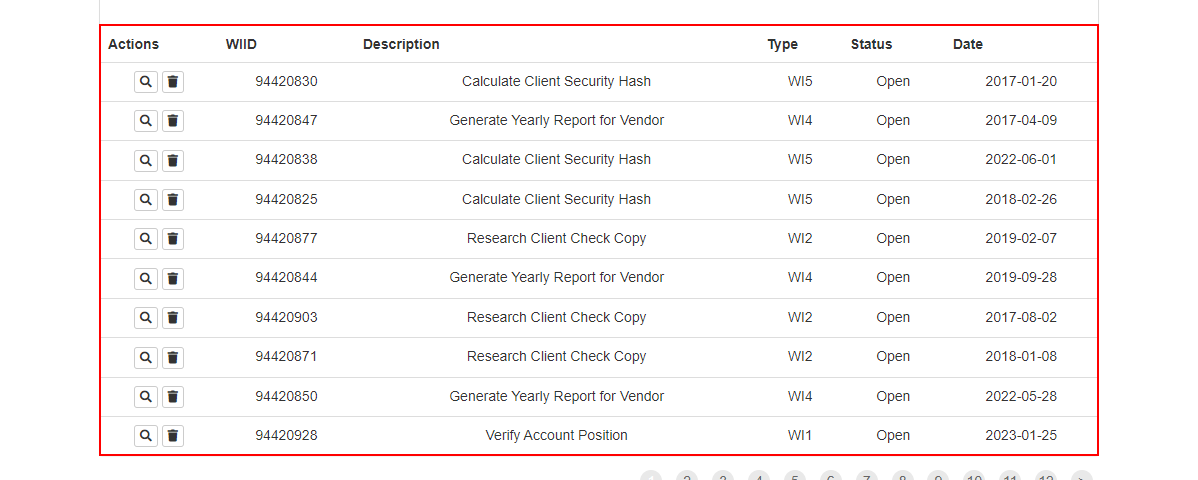 Actions WIID Description Type Status Date
94420830 Calculate Client Security Hash WI5 Open 2017-01-20
94420847 Generate Yearly Report for Vendor WI4 Open 2017-04-09
94420838 Calculate Client Security Hash WI5 Open 2022-06-01
94420825 Calculate Client Security Hash WI5 Open 2018-02-26
94420877 Research Client Check Copy WI2 Open 2019-02-07
94420844 Generate Yearly Report for Vendor WI4 Open 2019-09-28
94420903 Research Client Check Copy WI2 Open 2017-08-02
94420871 Research Client Check Copy WI2 Open 2018-01-08
94420850 Generate Yearly Report for Vendor WI4 Open 2022-05-28
94420928 Verify Account Position WI1 Open 2023-01-25
1 2 3 4 5 6 7 8 9 10 11 12 >